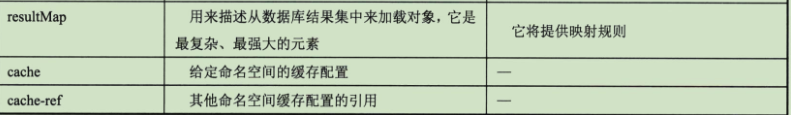 resultMap
用来描述从数据库结果集中来加载对象，它是
最复杂、最强大的元素
它将提供映射规则
cache
给定命名空间的缓存配置
—
cache-ref
其他命名空间缓存配置的引用
—